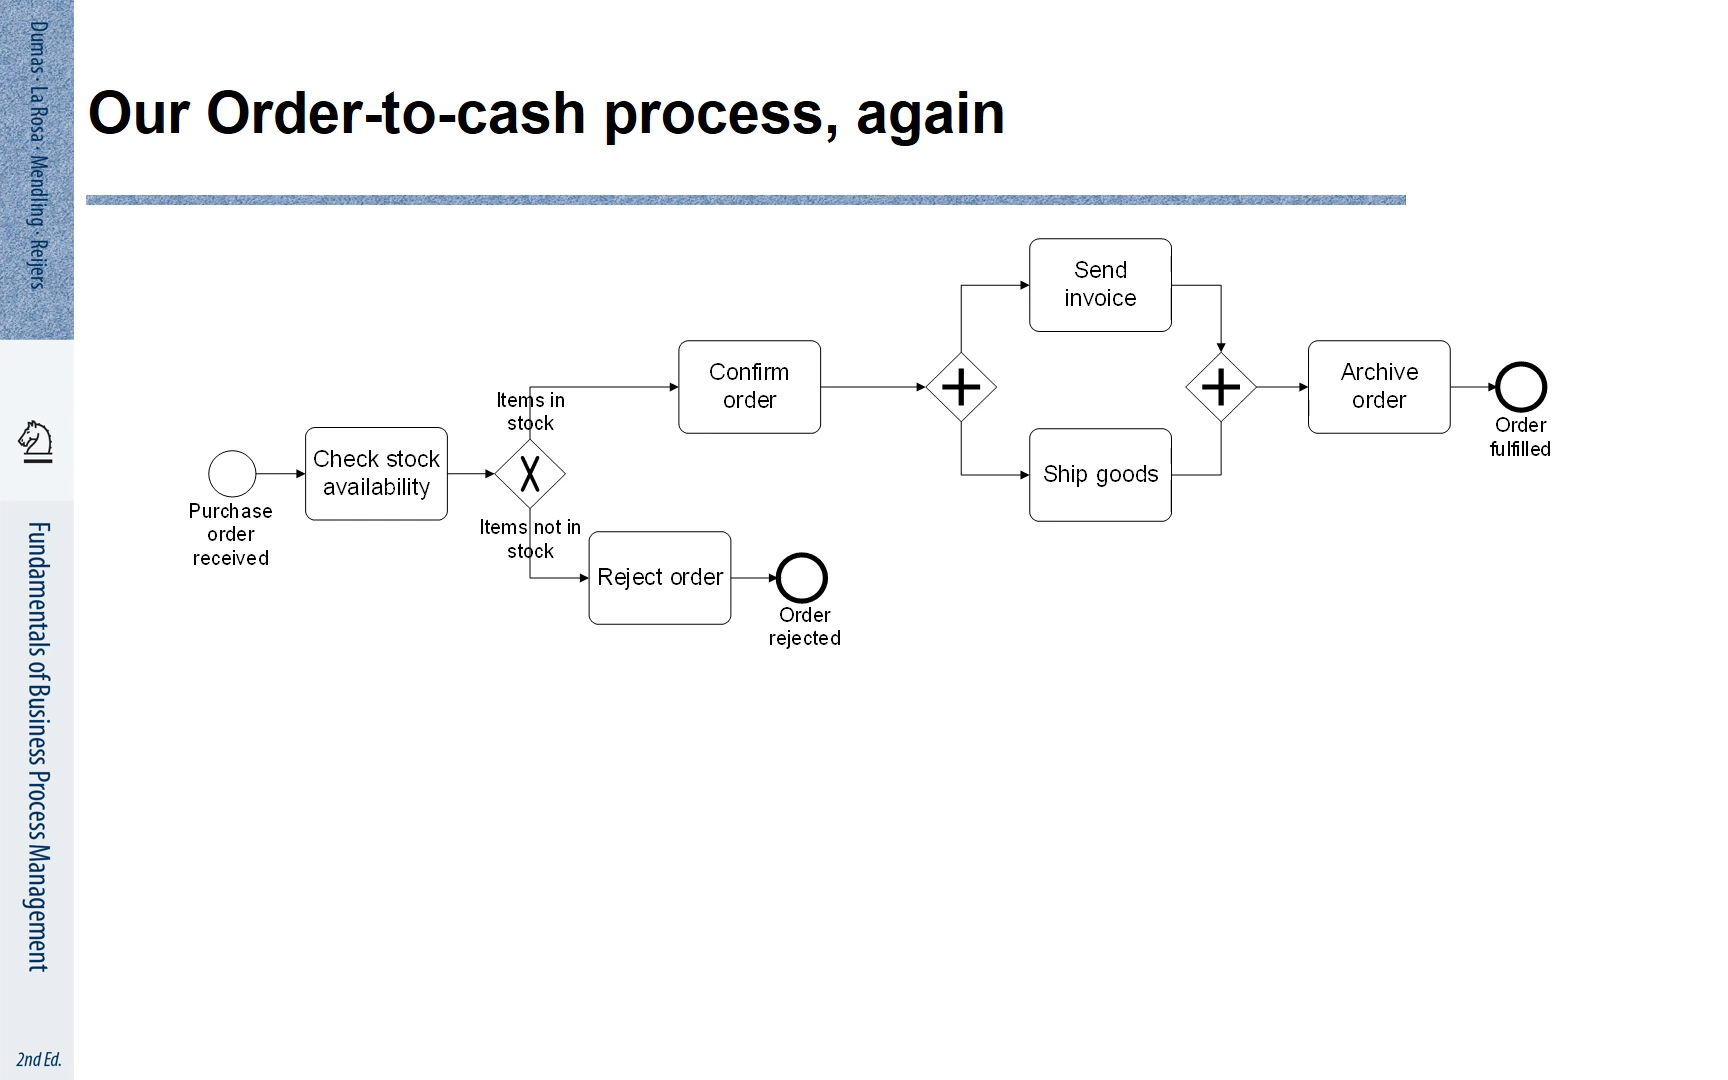 Dumas · La Rosa · Mendling · Reijers
Fundamentals of Business Process Management
2nd Ed.
Our Order-to-cash process, again
Purchase
order
received
Check stock
availability
Items in
stock
Items not in
stock
Confirm
order
Reject order
Order
rejected
Send
invoice
Ship goods
Archive
order
Order
fulfilled